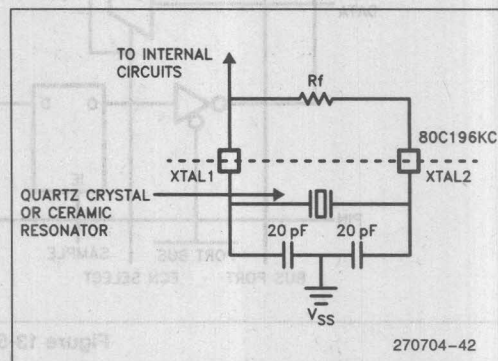 TO INTERNAL
CIRCUITS
Rf
80C196KC
XTAL1
XTAL2
QUARTZ CRYSTAL
OR CERAMIC
RESONATOR
20 pF
20 pF
VSS
270704-42